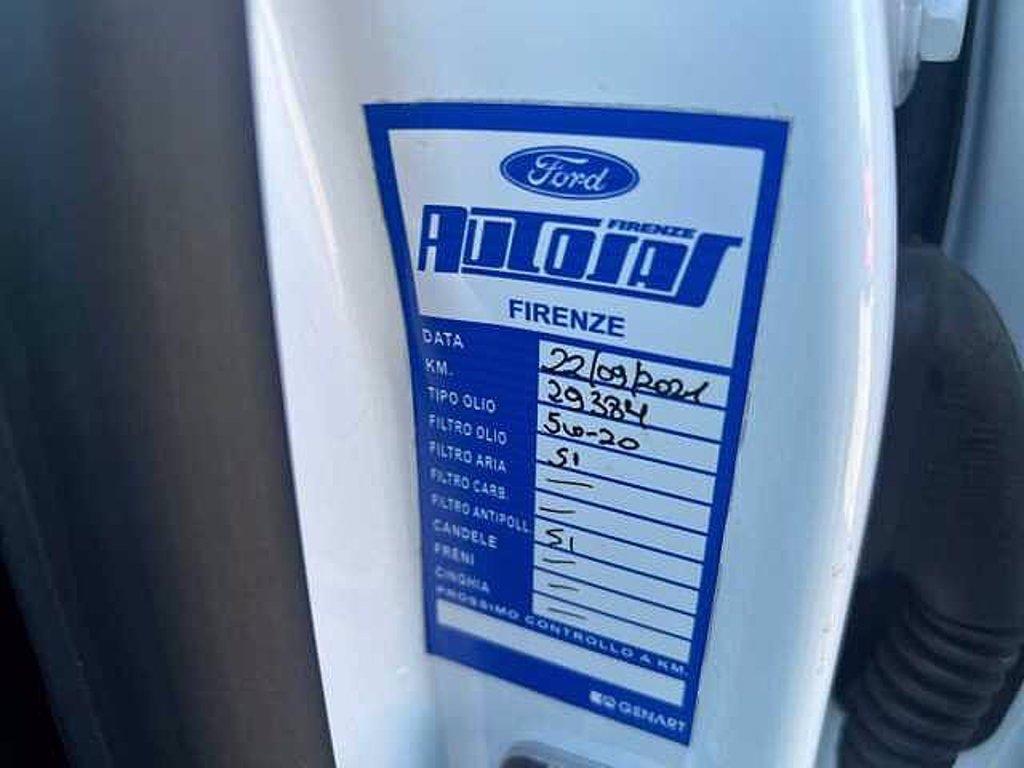 Ford
FIRENZE
AUTOSAS
FIRENZE
DATA 22/09/2021
KM. 29384
TIPO OLIO 5w-20
FILTRO OLIO SI
FILTRO ARIA —
FILTRO CARB. —
FILTRO ANTIPOLL. SI
CANDELE —
FRENI —
CINGHIA —
PROSSIMO CONTROLLO A KM.
GENART